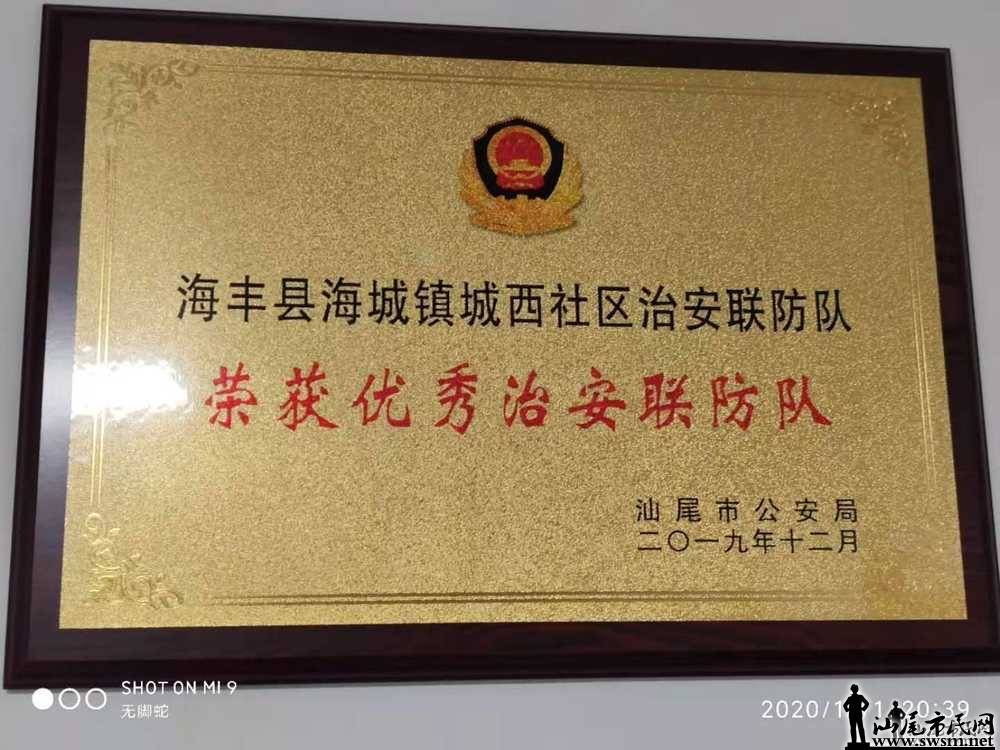 海丰县海城镇城西社区治安联防队
荣获优秀治安联防队
汕尾市公安局
二〇一九年十二月
SHOT ON MI 9
无脚蛇
20:39
汕尾市民网
www.swsm.net